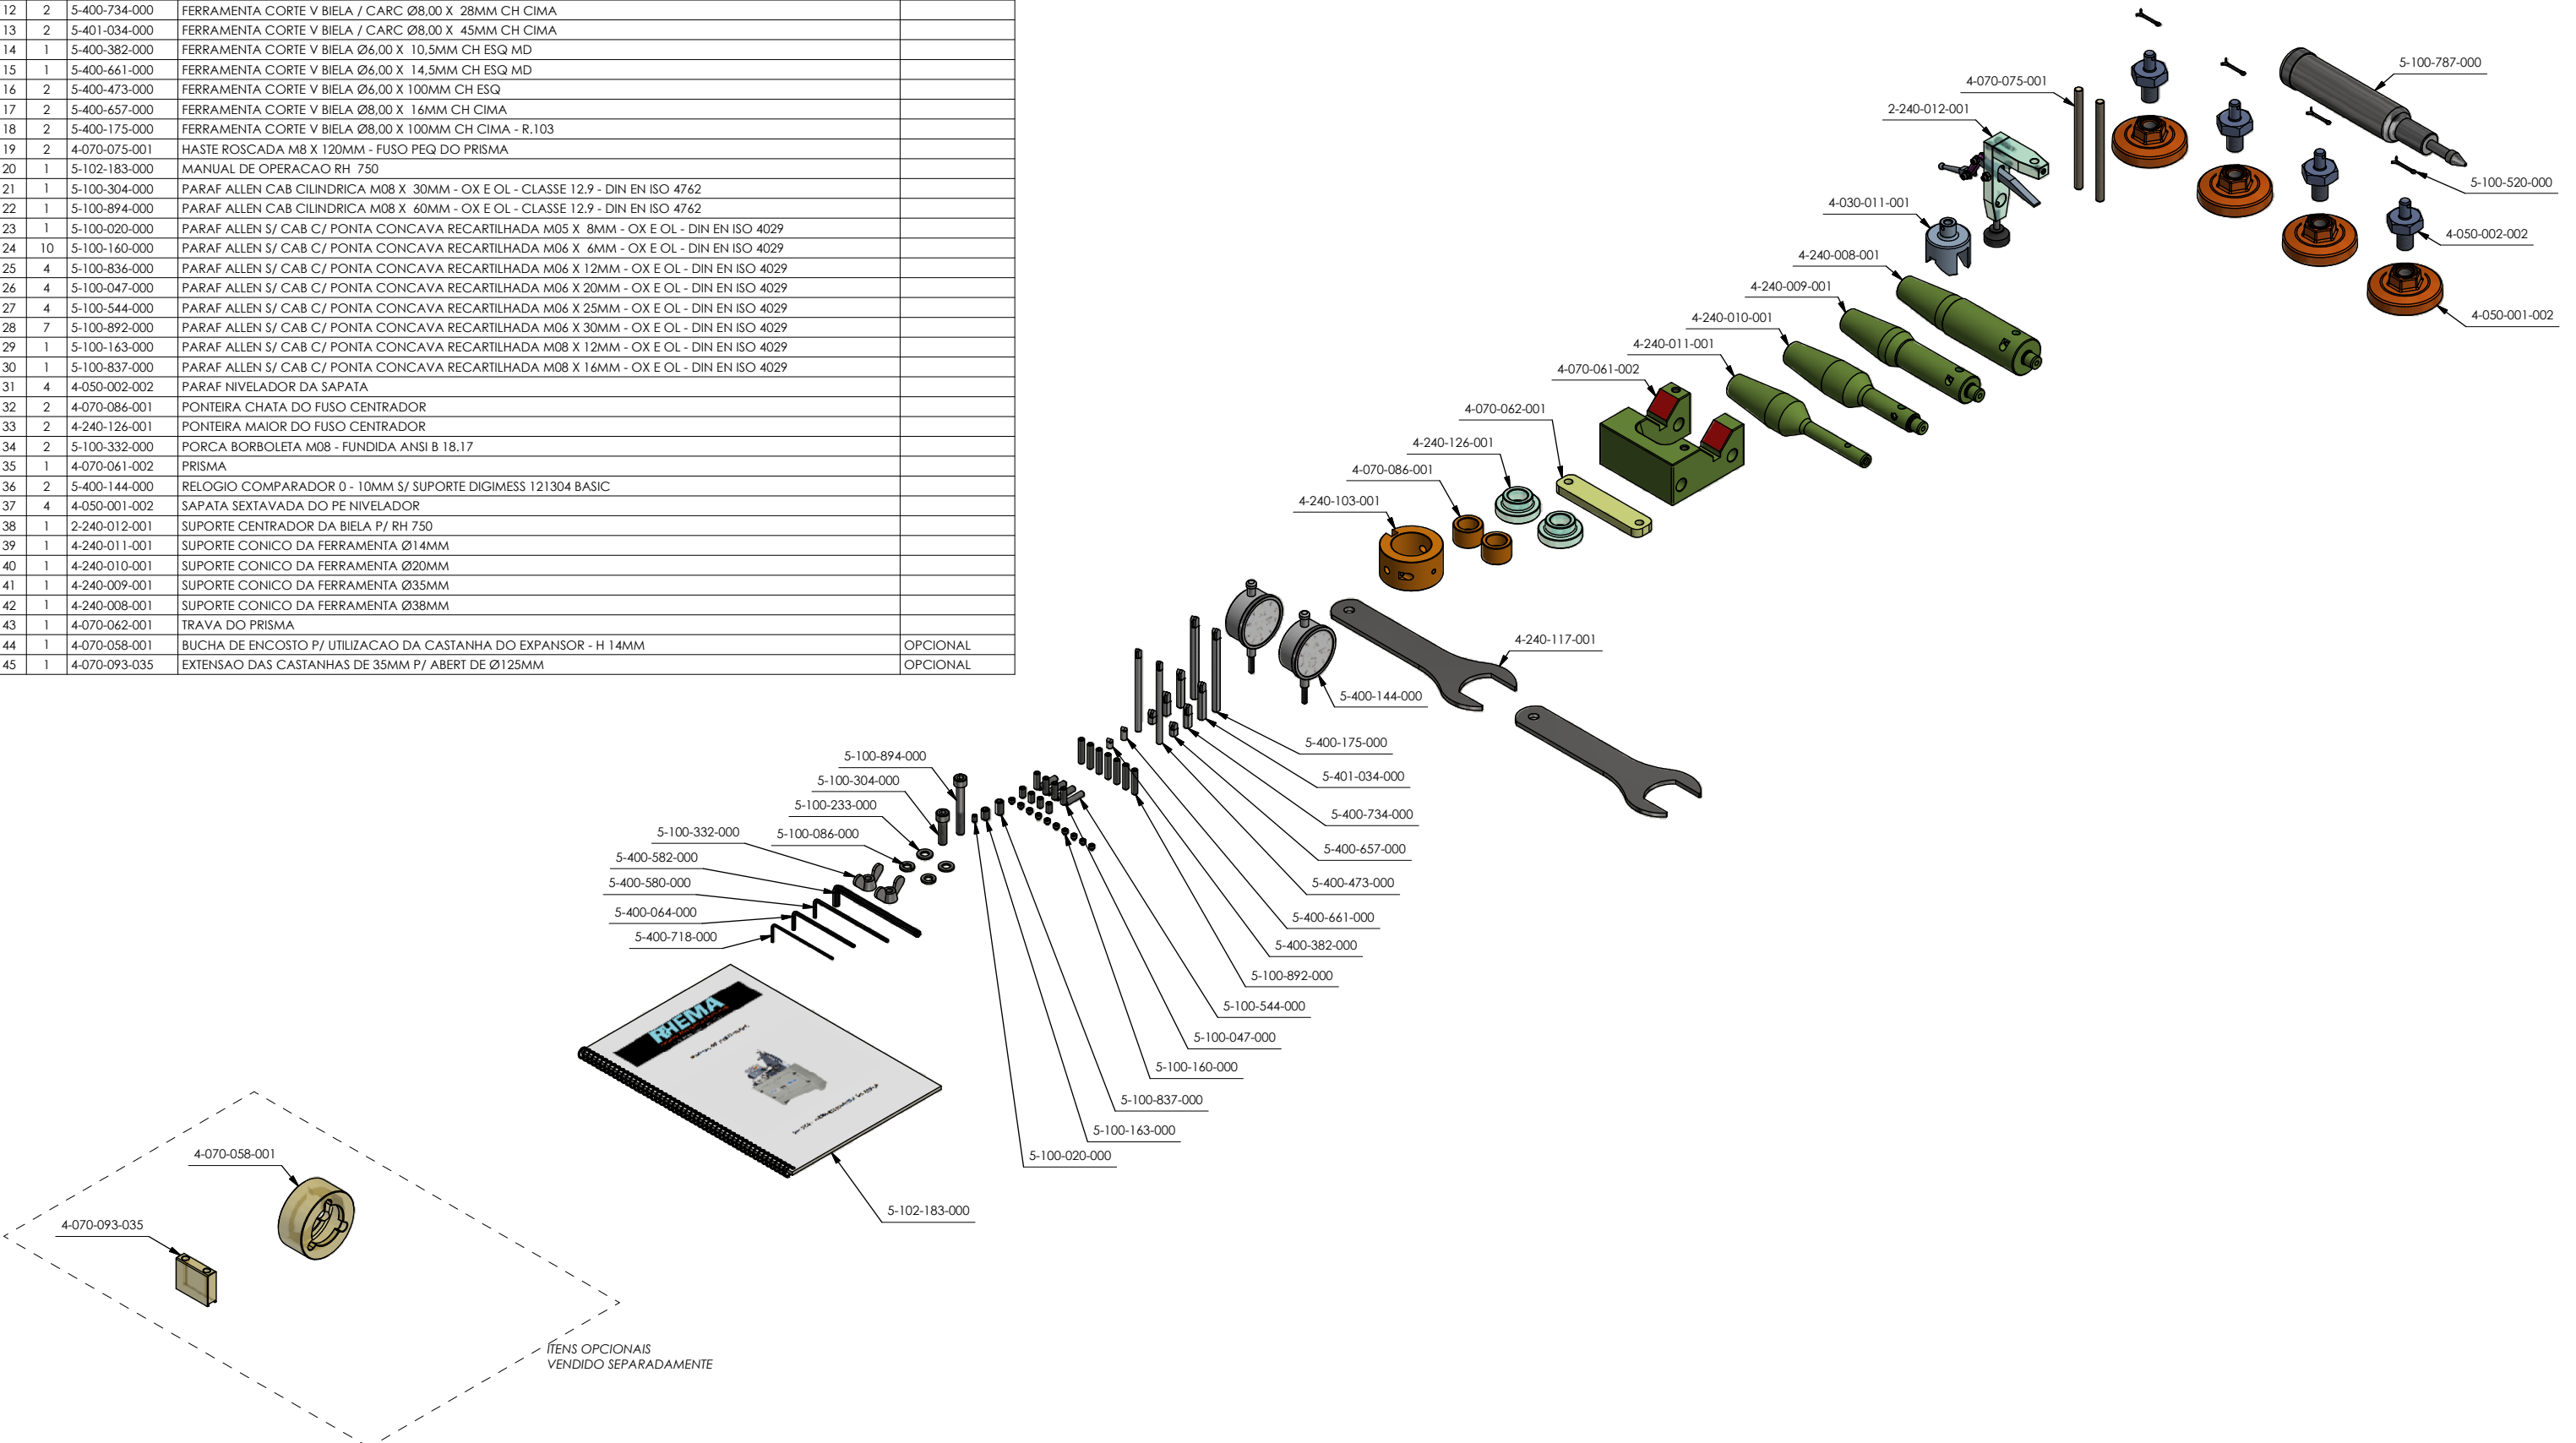 12 2 5-400-734-000 FERRAMENTA CORTE V BIELA / CARC Ø8,00 X 28MM CH CIMA
13 2 5-401-034-000 FERRAMENTA CORTE V BIELA / CARC Ø8,00 X 45MM CH CIMA
14 1 5-400-382-000 FERRAMENTA CORTE V BIELA Ø6,00 X 10,5MM CH ESQ MD
15 1 5-400-661-000 FERRAMENTA CORTE V BIELA Ø6,00 X 14,5MM CH ESQ MD
16 2 5-400-473-000 FERRAMENTA CORTE V BIELA Ø6,00 X 100MM CH ESQ
17 2 5-400-657-000 FERRAMENTA CORTE V BIELA Ø8,00 X 16MM CH CIMA
18 2 5-400-175-000 FERRAMENTA CORTE V BIELA Ø8,00 X 100MM CH CIMA - R.103
19 2 4-070-075-001 HASTE ROSCADA M8 X 120MM - FUSO PEQ DO PRISMA
20 1 5-102-183-000 MANUAL DE OPERACAO RH 750
21 1 5-100-304-000 PARAF ALLEN CAB CILINDRICA M08 X 30MM - OX E OL - CLASSE 12.9 - DIN EN ISO 4762
22 1 5-100-894-000 PARAF ALLEN CAB CILINDRICA M08 X 60MM - OX E OL - CLASSE 12.9 - DIN EN ISO 4762
23 1 5-100-020-000 PARAF ALLEN S/ CAB C/ PONTA CONCAVA RECARTILHADA M05 X 8MM - OX E OL - DIN EN ISO 4029
24 10 5-100-160-000 PARAF ALLEN S/ CAB C/ PONTA CONCAVA RECARTILHADA M06 X 6MM - OX E OL - DIN EN ISO 4029
25 4 5-100-836-000 PARAF ALLEN S/ CAB C/ PONTA CONCAVA RECARTILHADA M06 X 12MM - OX E OL - DIN EN ISO 4029
26 4 5-100-047-000 PARAF ALLEN S/ CAB C/ PONTA CONCAVA RECARTILHADA M06 X 20MM - OX E OL - DIN EN ISO 4029
27 4 5-100-544-000 PARAF ALLEN S/ CAB C/ PONTA CONCAVA RECARTILHADA M06 X 25MM - OX E OL - DIN EN ISO 4029
28 7 5-100-892-000 PARAF ALLEN S/ CAB C/ PONTA CONCAVA RECARTILHADA M06 X 30MM - OX E OL - DIN EN ISO 4029
29 1 5-100-163-000 PARAF ALLEN S/ CAB C/ PONTA CONCAVA RECARTILHADA M08 X 12MM - OX E OL - DIN EN ISO 4029
30 1 5-100-837-000 PARAF ALLEN S/ CAB C/ PONTA CONCAVA RECARTILHADA M08 X 16MM - OX E OL - DIN EN ISO 4029
31 4 4-050-002-002 PARAF NIVELADOR DA SAPATA
32 2 4-070-086-001 PONTEIRA CHATA DO FUSO CENTRADOR
33 2 4-240-126-001 PONTEIRA MAIOR DO FUSO CENTRADOR
34 2 5-100-332-000 PORCA BORBOLETA M08 - FUNDIDA ANSI B 18.17
35 1 4-070-061-002 PRISMA
36 2 5-400-144-000 RELOGIO COMPARADOR 0 - 10MM S/ SUPORTE DIGIMESS 121304 BASIC
37 4 4-050-001-002 SAPATA SEXTAVADA DO PE NIVELADOR
38 1 2-240-012-001 SUPORTE CENTRADOR DA BIELA P/ RH 750
39 1 4-240-011-001 SUPORTE CONICO DA FERRAMENTA Ø14MM
40 1 4-240-010-001 SUPORTE CONICO DA FERRAMENTA Ø20MM
41 1 4-240-009-001 SUPORTE CONICO DA FERRAMENTA Ø35MM
42 1 4-240-008-001 SUPORTE CONICO DA FERRAMENTA Ø38MM
43 1 4-070-062-001 TRAVA DO PRISMA
44 1 4-070-058-001 BUCHA DE ENCOSTO P/ UTILIZACAO DA CASTANHA DO EXPANSOR - H 14MM OPCIONAL
45 1 4-070-093-035 EXTENSAO DAS CASTANHAS DE 35MM P/ ABERT DE Ø125MM OPCIONAL
5-100-787-000
4-070-075-001
2-240-012-001
5-100-520-000
4-030-011-001
4-050-002-002
4-240-008-001
4-240-009-001
4-050-001-002
4-240-010-001
4-240-011-001
4-070-061-002
4-070-062-001
4-240-126-001
4-070-086-001
4-240-103-001
4-240-117-001
5-400-144-000
5-400-175-000
5-401-034-000
5-400-734-000
5-400-657-000
5-400-473-000
5-400-661-000
5-400-382-000
5-100-892-000
5-100-544-000
5-100-047-000
5-100-160-000
5-100-837-000
5-100-163-000
5-100-020-000
5-100-894-000
5-100-304-000
5-100-233-000
5-100-086-000
5-100-332-000
5-400-582-000
5-400-580-000
5-400-064-000
5-400-718-000
RHEMA
5-102-183-000
4-070-058-001
4-070-093-035
ITENS OPCIONAIS
VENDIDO SEPARADAMENTE